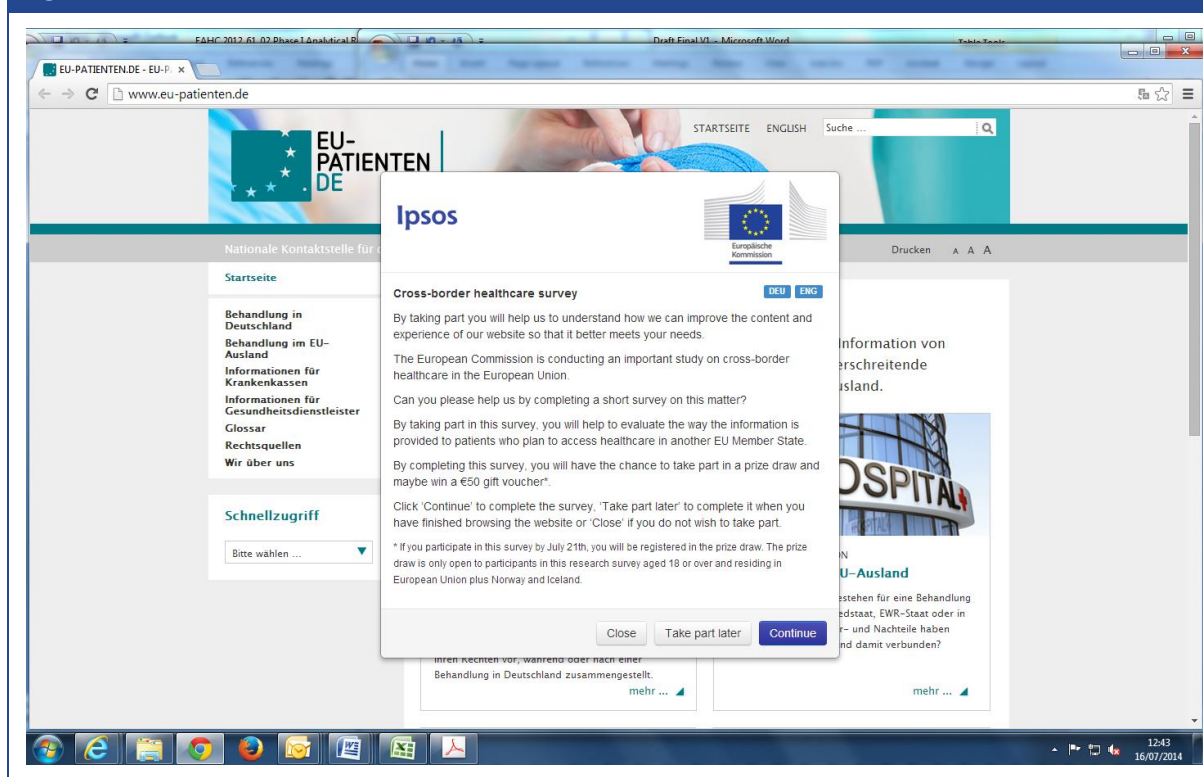 EAHC 2012 61 02 Phase I Analytical R
Draft Final V1 - Microsoft Word
Table Tools
EU-PATIENTEN.DE - EU-P
www.eu-patienten.de
EU-
PATIENTEN
.DE
STARTSEITE ENGLISH Suche ...
Nationale Kontaktstelle für
Drucken A A A
Startseite
Behandlung in
Deutschland
Behandlung im EU-
Ausland
Informationen für
Krankenkassen
Informationen für
Gesundheitsdienstleister
Glossar
Rechtsquellen
Wir über uns
Schnellzugriff
Bitte wählen ...
Ipsos
Europäische
Kommission
Cross-border healthcare survey
DEU ENG
By taking part you will help us to understand how we can improve the content and
experience of our website so that it better meets your needs.
The European Commission is conducting an important study on cross-border
healthcare in the European Union.
Can you please help us by completing a short survey on this matter?
By taking part in this survey, you will help to evaluate the way the information is
provided to patients who plan to access healthcare in another EU Member State.
By completing this survey, you will have the chance to take part in a prize draw and
maybe win a €50 gift voucher*.
Click 'Continue' to complete the survey, 'Take part later' to complete it when you
have finished browsing the website or 'Close' if you do not wish to take part.
* If you participate in this survey by July 21th, you will be registered in the prize draw. The prize
draw is only open to participants in this research survey aged 18 or over and residing in
European Union plus Norway and Iceland.
Close Take part later Continue
Information von
erschreitende
usland.
OSPITAL
ON
U-Ausland
estehen für eine Behandlung
edstaat, EWR-Staat oder in
r- und Nachteile haben
nd damit verbunden?
mehr ...
Ihren Rechten vor, während oder nach einer
Behandlung in Deutschland zusammengestellt.
mehr ...
12:43
16/07/2014